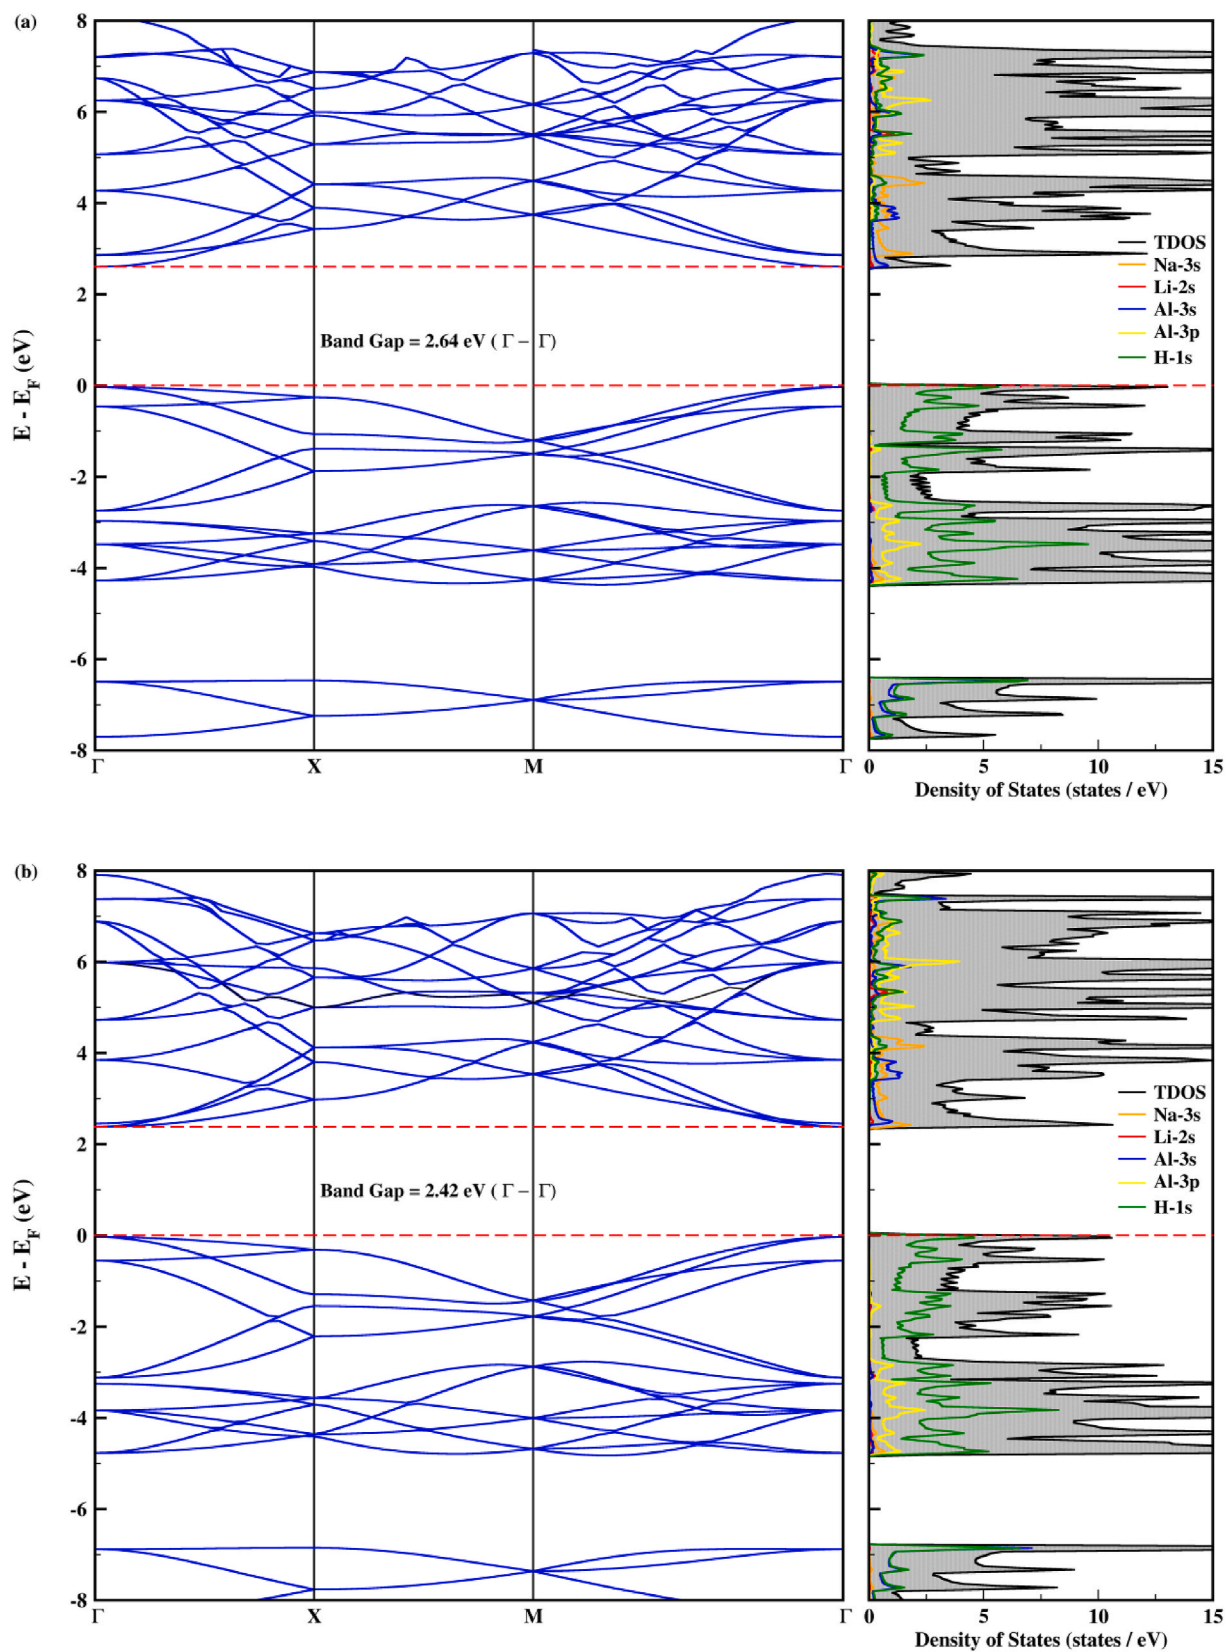 (a)
8
6
4
2
0
-2
-4
-6
-8
E - E_F (eV)
Band Gap = 2.64 eV ( Γ – Γ )
Γ X M Γ
TDOS
Na-3s
Li-2s
Al-3s
Al-3p
H-1s
0 5 10 15
Density of States (states / eV)
(b)
8
6
4
2
0
-2
-4
-6
-8
E - E_F (eV)
Band Gap = 2.42 eV ( Γ – Γ )
Γ X M Γ
TDOS
Na-3s
Li-2s
Al-3s
Al-3p
H-1s
0 5 10 15
Density of States (states / eV)